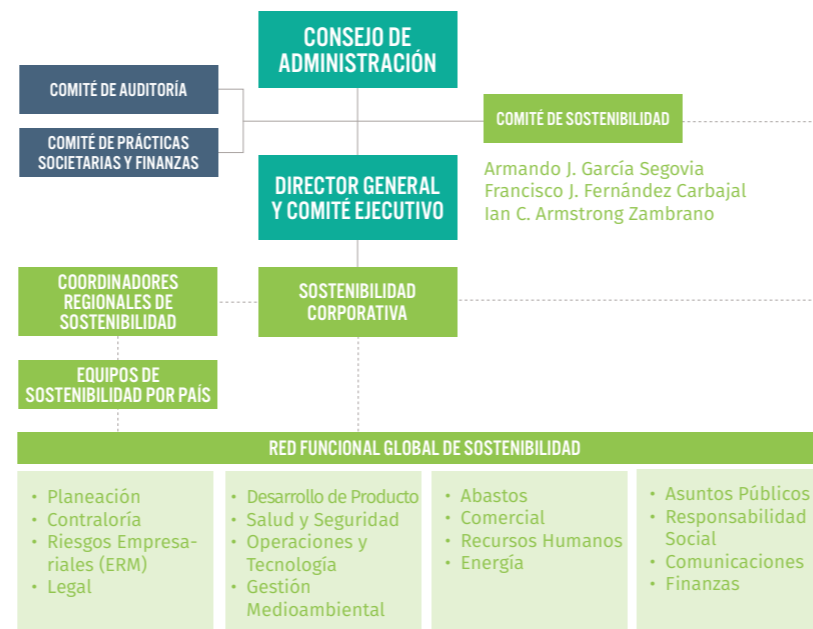 CONSEJO DE
ADMINISTRACIÓN
COMITÉ DE AUDITORÍA
COMITÉ DE PRÁCTICAS
SOCIETARIAS Y FINANZAS
COMITÉ DE SOSTENIBILIDAD
Armando J. García Segovia
Francisco J. Fernández Carbajal
Ian C. Armstrong Zambrano
DIRECTOR GENERAL
Y COMITÉ EJECUTIVO
COORDINADORES
REGIONALES DE
SOSTENIBILIDAD
SOSTENIBILIDAD
CORPORATIVA
EQUIPOS DE
SOSTENIBILIDAD POR PAÍS
RED FUNCIONAL GLOBAL DE SOSTENIBILIDAD
• Planeación
• Contraloría
• Riesgos Empresa-
riales (ERM)
• Legal
• Desarrollo de Producto
• Salud y Seguridad
• Operaciones y
Tecnología
• Gestión
Medioambiental
• Abastos
• Comercial
• Recursos Humanos
• Energía
• Asuntos Públicos
• Responsabilidad
Social
• Comunicaciones
• Finanzas